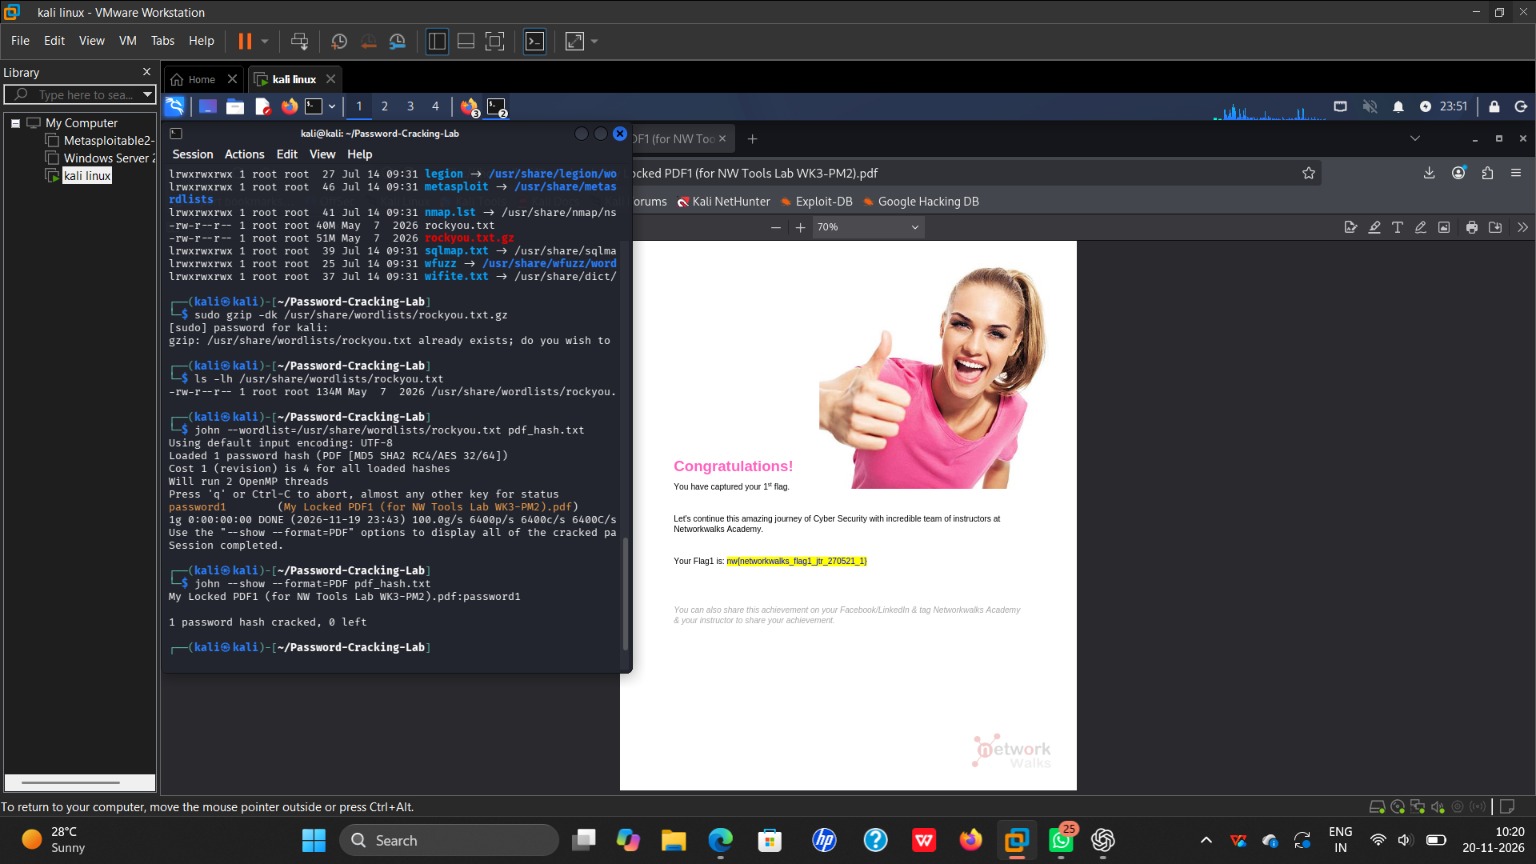 kali linux - VMware Workstation
File Edit View VM Tabs Help
Library
Type here to sea...
My Computer
Metasploitable2-
Windows Server 2
kali linux
Home
kali linux
1 2 3 4
23:51
kali@kali: ~/Password-Cracking-Lab
Session Actions Edit View Help
lrwxrwxrwx 1 root root 27 Jul 14 09:31 legion → /usr/share/legion/wo
lrwxrwxrwx 1 root root 46 Jul 14 09:31 metasploit → /usr/share/metas
rdlists
lrwxrwxrwx 1 root root 41 Jul 14 09:31 nmap.lst → /usr/share/nmap/ns
-rw-r--r-- 1 root root 40M May 7 2026 rockyou.txt
-rw-r--r-- 1 root root 51M May 7 2026 rockyou.txt.gz
lrwxrwxrwx 1 root root 39 Jul 14 09:31 sqlmap.txt → /usr/share/sqlma
lrwxrwxrwx 1 root root 25 Jul 14 09:31 wfuzz → /usr/share/wfuzz/word
lrwxrwxrwx 1 root root 37 Jul 14 09:31 wifite.txt → /usr/share/dict/
┌──(kali㉿kali)-[~/Password-Cracking-Lab]
└─$ sudo gzip -dk /usr/share/wordlists/rockyou.txt.gz
[sudo] password for kali:
gzip: /usr/share/wordlists/rockyou.txt already exists; do you wish to
┌──(kali㉿kali)-[~/Password-Cracking-Lab]
└─$ ls -lh /usr/share/wordlists/rockyou.txt
-rw-r--r-- 1 root root 134M May 7 2026 /usr/share/wordlists/rockyou.
┌──(kali㉿kali)-[~/Password-Cracking-Lab]
└─$ john --wordlist=/usr/share/wordlists/rockyou.txt pdf_hash.txt
Using default input encoding: UTF-8
Loaded 1 password hash (PDF [MD5 SHA2 RC4/AES 32/64])
Cost 1 (revision) is 4 for all loaded hashes
Will run 2 OpenMP threads
Press 'q' or Ctrl-C to abort, almost any other key for status
password1 (My Locked PDF1 (for NW Tools Lab WK3-PM2).pdf)
1g 0:00:00:00 DONE (2026-11-19 23:43) 100.0g/s 6400p/s 6400c/s 6400C/s
Use the "--show --format=PDF" options to display all of the cracked pa
Session completed.
┌──(kali㉿kali)-[~/Password-Cracking-Lab]
└─$ john --show --format=PDF pdf_hash.txt
My Locked PDF1 (for NW Tools Lab WK3-PM2).pdf:password1
1 password hash cracked, 0 left
┌──(kali㉿kali)-[~/Password-Cracking-Lab]
DF1 (for NW Too
ocked PDF1 (for NW Tools Lab WK3-PM2).pdf
orums Kali NetHunter Exploit-DB Google Hacking DB
70%
Congratulations!
You have captured your 1st flag.
Let's continue this amazing journey of Cyber Security with incredible team of instructors at
Networkwalks Academy.
Your Flag1 is: nw{networkwalks_flag1_jtr_270521_1}
You can also share this achievement on your Facebook/LinkedIn & tag Networkwalks Academy
& your instructor to share your achievement.
network
Walks
To return to your computer, move the mouse pointer outside or press Ctrl+Alt.
28°C
Sunny
Search
25
ENG
IN
10:20
20-11-2026